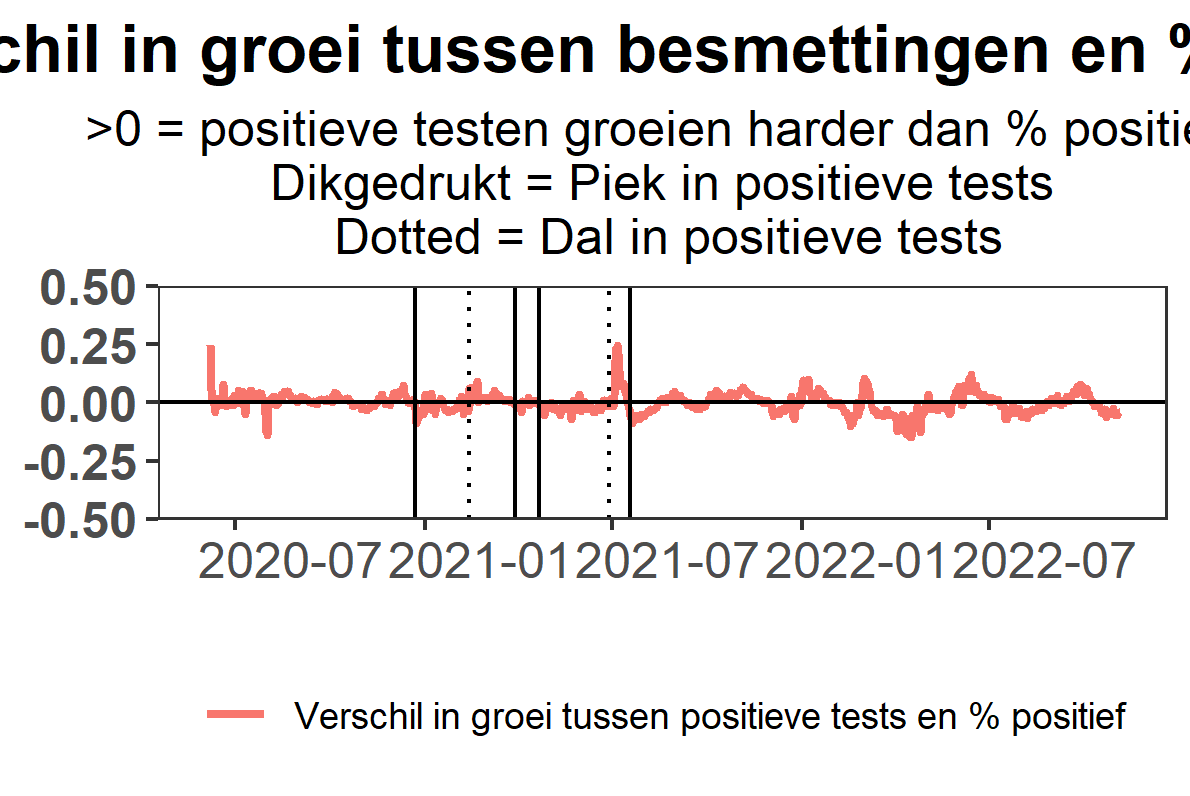 chil in groei tussen besmettingen en %
>0 = positieve testen groeien harder dan % positie
Dikgedrukt = Piek in positieve tests
Dotted = Dal in positieve tests
0.50
0.25
0.00
-0.25
-0.50
2020-07 2021-01 2021-07 2022-01 2022-07
Verschil in groei tussen positieve tests en % positief